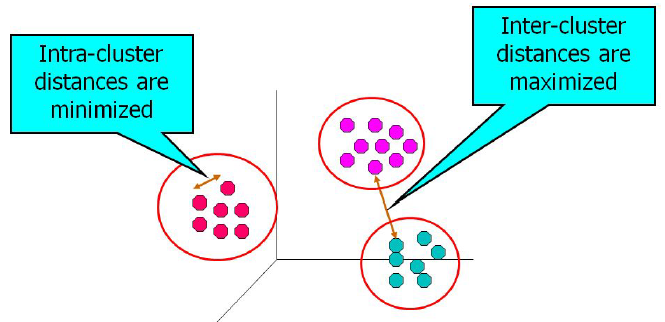 Intra-cluster
distances are
minimized
Inter-cluster
distances are
maximized